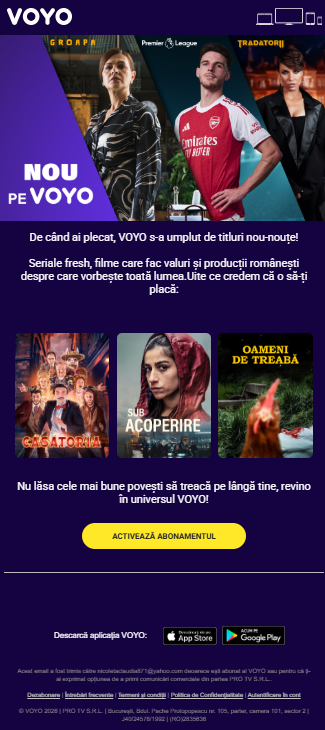 VOYO
GROAPA
Premier League
TRADATORII
NOU
PE VOYO
De când ai plecat, VOYO s-a umplut de titluri nou-nouțe!
Seriale fresh, filme care fac valuri și producții românești
despre care vorbește toată lumea.Uite ce credem că o să-ți
placă:
CĂSĂTORIA
SUB
ACOPERIRE
OAMENI
DE TREABĂ
Nu lăsa cele mai bune povești să treacă pe lângă tine, revino
în universul VOYO!
ACTIVEAZĂ ABONAMENTUL
Descarcă aplicația VOYO:
App Store
ACUM PE
Google Play
Acest email a fost trimis către nicoletaclaudia671@yahoo.com deoarece ești abonat al VOYO sau pentru că ți-
ai exprimat opțiunea de a primi comunicări comerciale din partea PRO TV S.R.L..
Dezabonare | Întrebări frecvente | Termeni și condiții | Politica de Confidențialitate | Autentificare în cont
© VOYO 2026 | PRO TV S.R.L. | București, Bdul. Pache Protopopescu nr. 105, parter, camera 101, sector 2 |
J40/24578/1992 | (RO)2835636